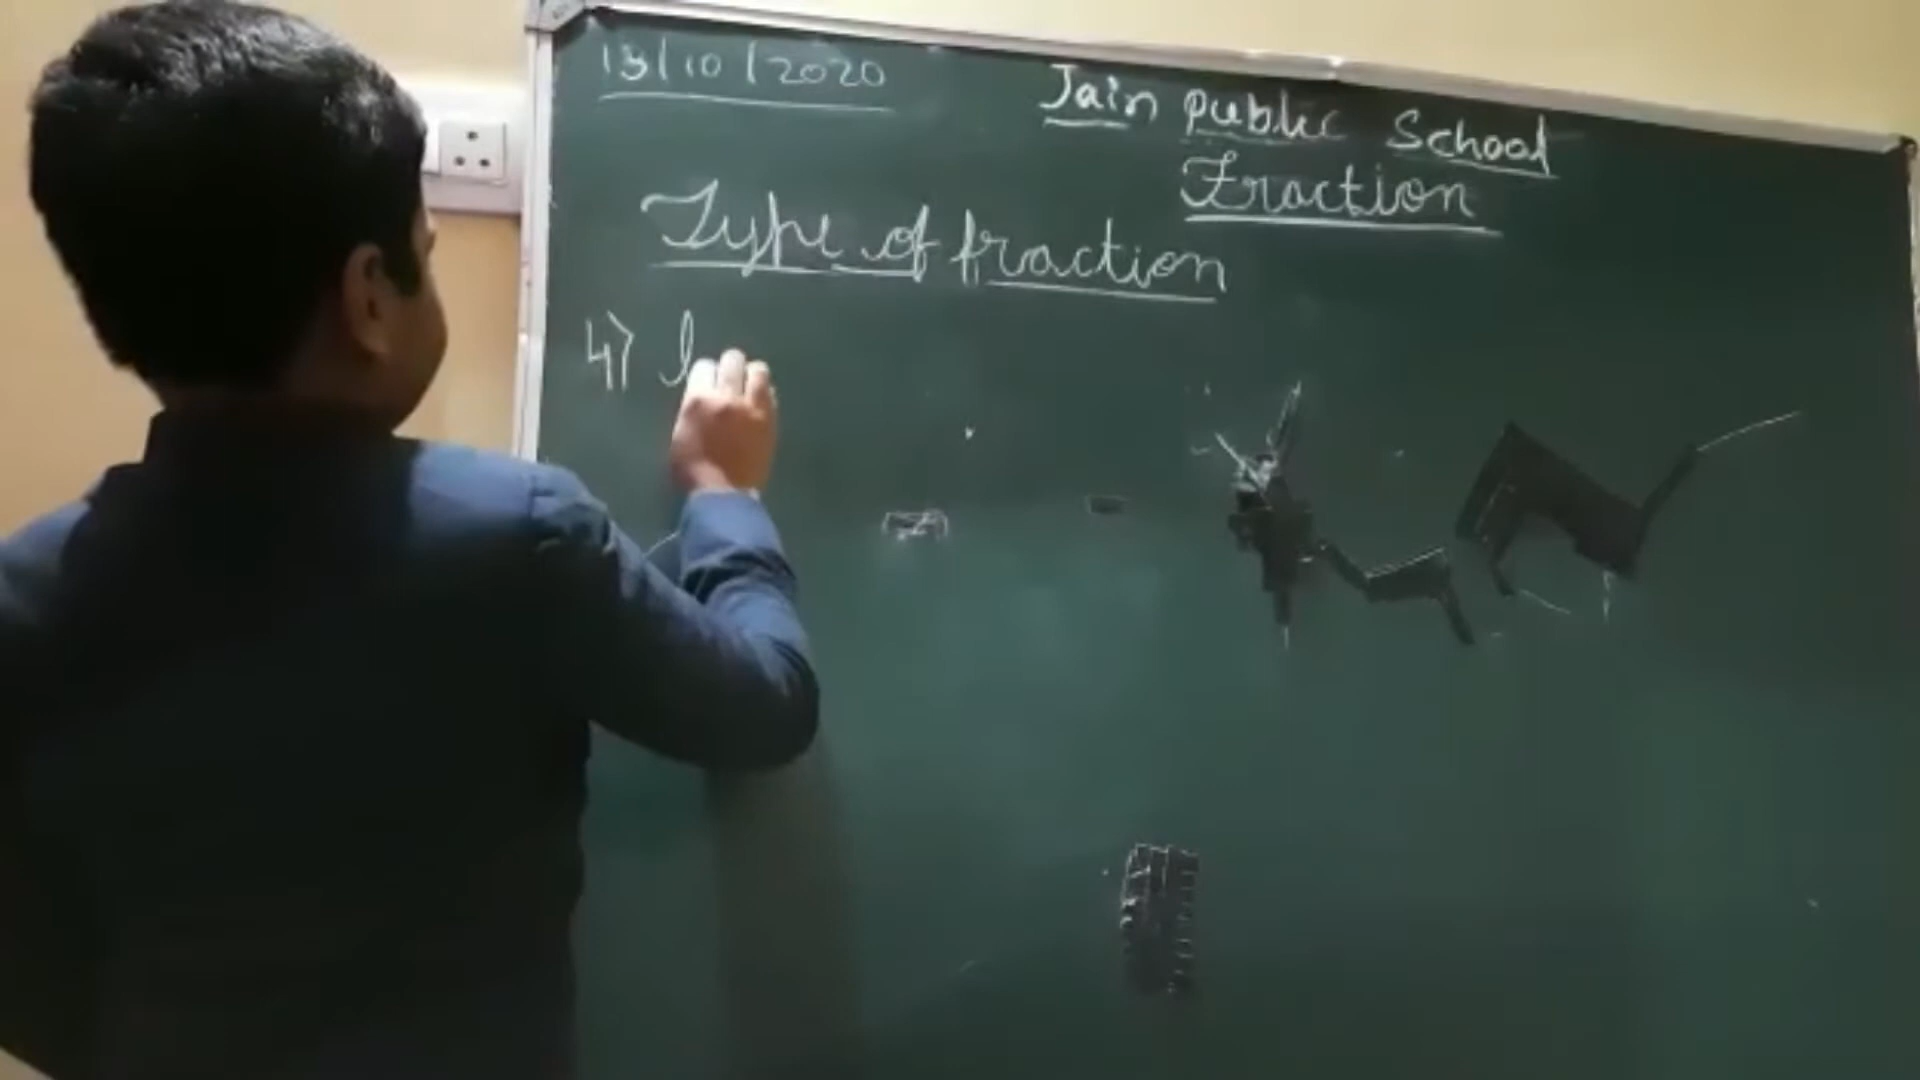 13/10/2020
Jain Public School
Fraction
Type of fraction
4) l